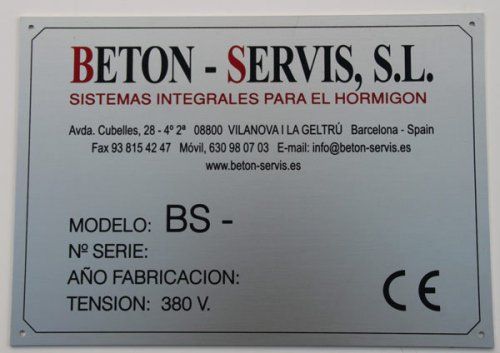 BETON - SERVIS, S.L.
SISTEMAS INTEGRALES PARA EL HORMIGON
Avda. Cubelles, 28 - 4º 2ª 08800 VILANOVA I LA GELTRÚ Barcelona - Spain
Fax 93 815 42 47 Móvil, 630 98 07 03 E-mail: info@beton-servis.es
www.beton-servis.es
MODELO: BS -
Nº SERIE:
AÑO FABRICACION:
TENSION: 380 V.
CE